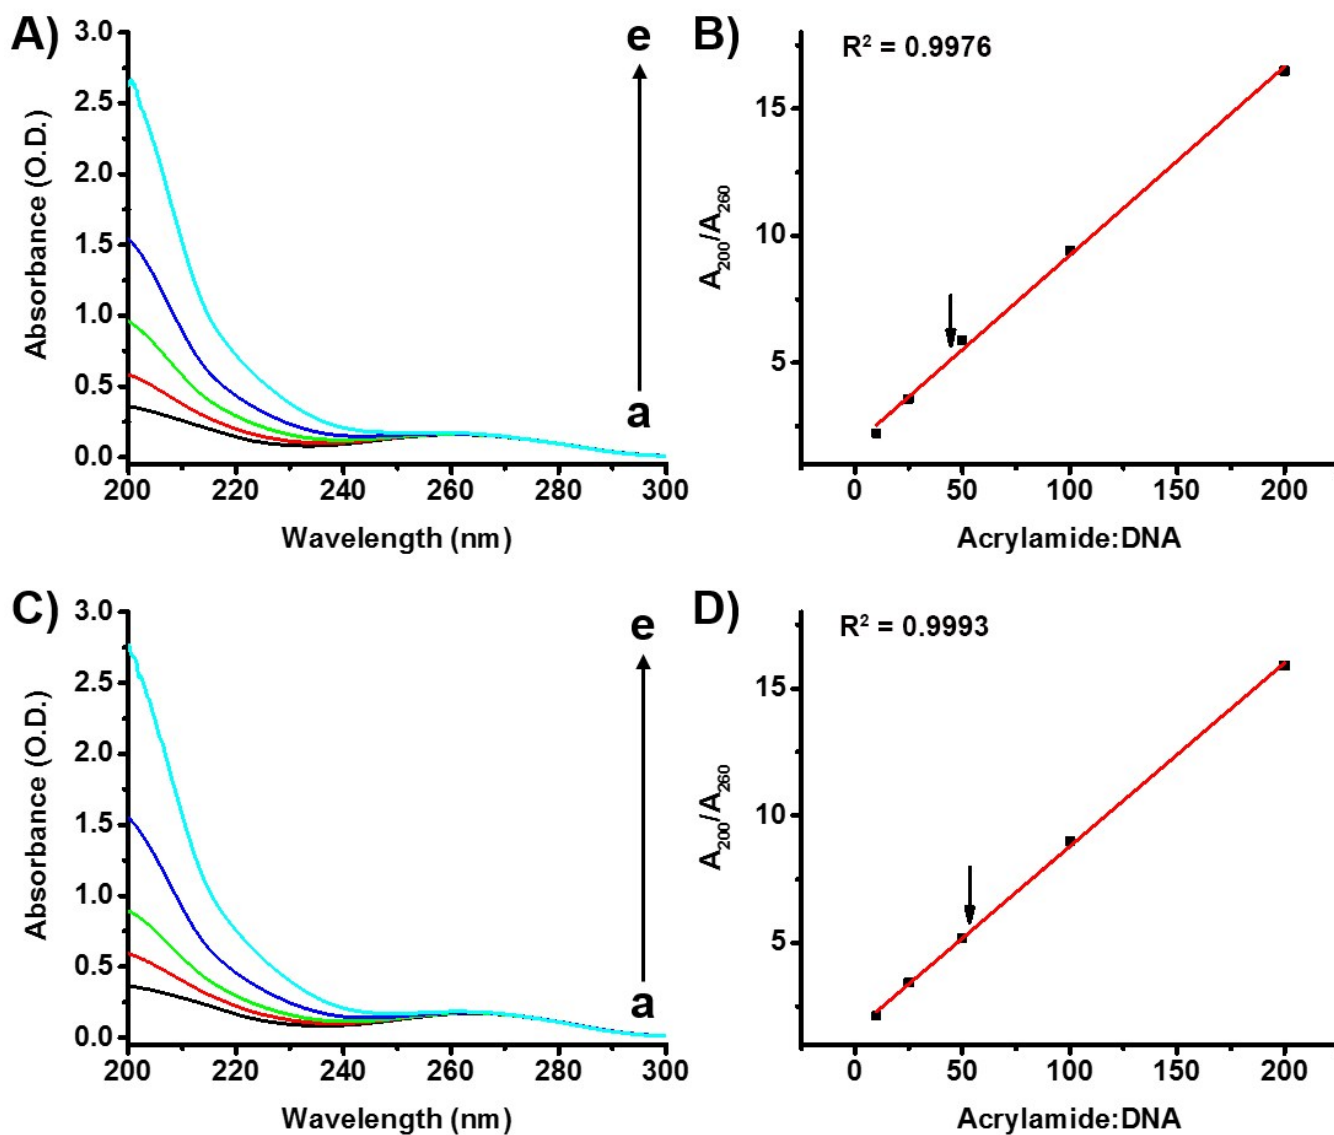 A)
3.0
2.5
2.0
1.5
1.0
0.5
0.0
Absorbance (O.D.)
e
a
200 220 240 260 280 300
Wavelength (nm)
B)
R² = 0.9976
15
10
5
A₂₀₀/A₂₆₀
0 50 100 150 200
Acrylamide:DNA
C)
3.0
2.5
2.0
1.5
1.0
0.5
0.0
Absorbance (O.D.)
e
a
200 220 240 260 280 300
Wavelength (nm)
D)
R² = 0.9993
15
10
5
A₂₀₀/A₂₆₀
0 50 100 150 200
Acrylamide:DNA